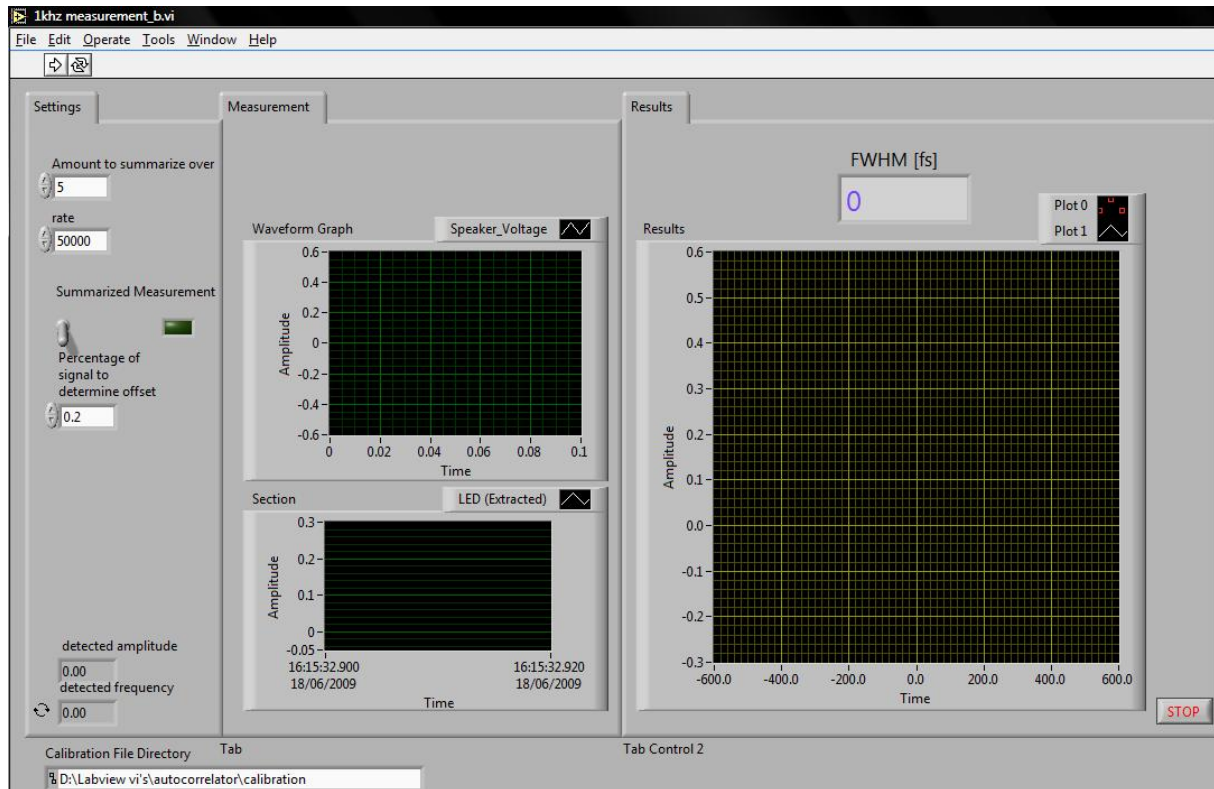 1khz measurement_b.vi
File Edit Operate Tools Window Help
Settings
Measurement
Results
Amount to summarize over
5
rate
50000
Summarized Measurement
Percentage of
signal to
determine offset
0.2
detected amplitude
0.00
detected frequency
0.00
Waveform Graph
Speaker_Voltage
0.6
0.4
0.2
0
-0.2
-0.4
-0.6
Amplitude
0 0.02 0.04 0.06 0.08 0.1
Time
Section
LED (Extracted)
0.3
0.2
0.1
0
-0.05
Amplitude
16:15:32.900 16:15:32.920
18/06/2009 18/06/2009
Time
FWHM [fs]
0
Plot 0
Plot 1
Results
0.6
0.5
0.4
0.3
0.2
0.1
0.0
-0.1
-0.2
-0.3
Amplitude
-600.0 -400.0 -200.0 0.0 200.0 400.0 600.0
Time
STOP
Calibration File Directory
Tab
Tab Control 2
D:\Labview vi's\autocorrelator\calibration